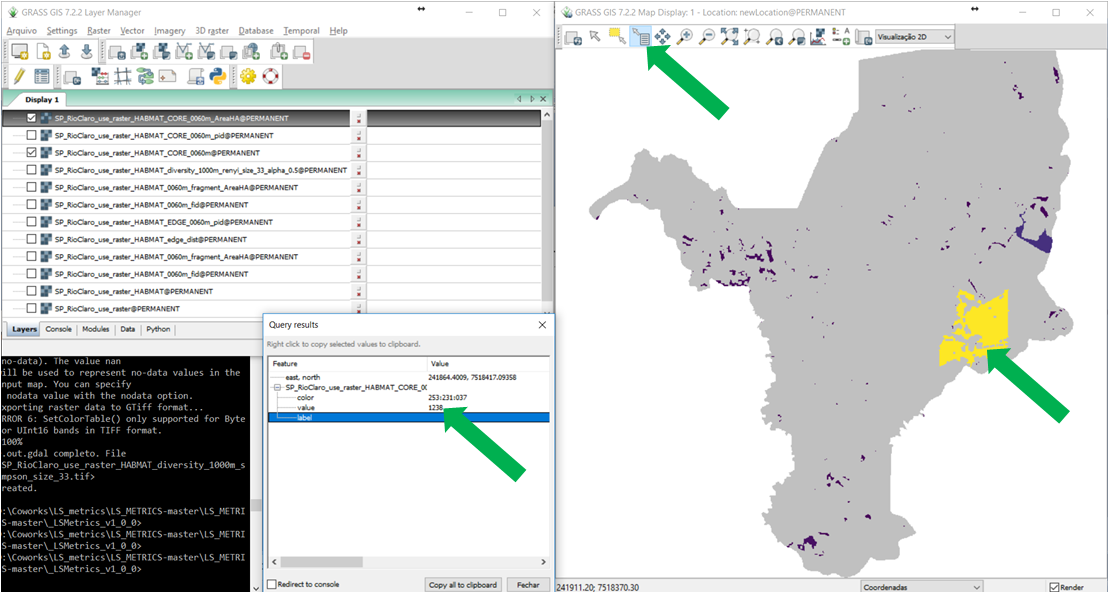 GRASS GIS 7.2.2 Layer Manager
Arquivo Settings Raster Vector Imagery 3D raster Database Temporal Help
Display 1
SP_RioClaro_use_raster_HABMAT_CORE_0060m_AreaHA@PERMANENT
SP_RioClaro_use_raster_HABMAT_CORE_0060m_pid@PERMANENT
SP_RioClaro_use_raster_HABMAT_CORE_0060m@PERMANENT
SP_RioClaro_use_raster_HABMAT_diversity_1000m_renyi_size_33_alpha_0.5@PERMANENT
SP_RioClaro_use_raster_HABMAT_0060m_fragment_AreaHA@PERMANENT
SP_RioClaro_use_raster_HABMAT_0060m_fid@PERMANENT
SP_RioClaro_use_raster_HABMAT_EDGE_0060m_pid@PERMANENT
SP_RioClaro_use_raster_HABMAT_edge_dist@PERMANENT
SP_RioClaro_use_raster_HABMAT_0060m_fragment_AreaHA@PERMANENT
SP_RioClaro_use_raster_HABMAT_0060m_fid@PERMANENT
SP_RioClaro_use_raster_HABMAT@PERMANENT
SP_RioClaro_use_raster@PERMANENT
Layers Console Modules Data Python
no-data). The value nan
ill be used to represent no-data values in the
nput map. You can specify
nodata value with the nodata option.
xporting raster data to GTiff format...
RROR 6: SetColorTable() only supported for Byte
or UInt16 bands in TIFF format.
100%
.out.gdal completo. File
SP_RioClaro_use_raster_HABMAT_diversity_1000m_s
mpson_size_33.tif>
reated.
:\Coworks\LS_metrics\LS_METRICS-master\LS_METRI
S-master\_LSMetrics_v1_0_0>
:\Coworks\LS_metrics\LS_METRICS-master\LS_METRI
S-master\_LSMetrics_v1_0_0>
:\Coworks\LS_metrics\LS_METRICS-master\LS_METRI
S-master\_LSMetrics_v1_0_0>
Query results
Right click to copy selected values to clipboard.
Feature Value
east, north 241864.4009, 7518417.09358
SP_RioClaro_use_raster_HABMAT_CORE_00
color 253:231:037
value 1238
label
Redirect to console Copy all to clipboard Fechar
GRASS GIS 7.2.2 Map Display: 1 - Location: newLocation@PERMANENT
Visualização 2D
241911.20; 7518370.30 Coordenadas Render